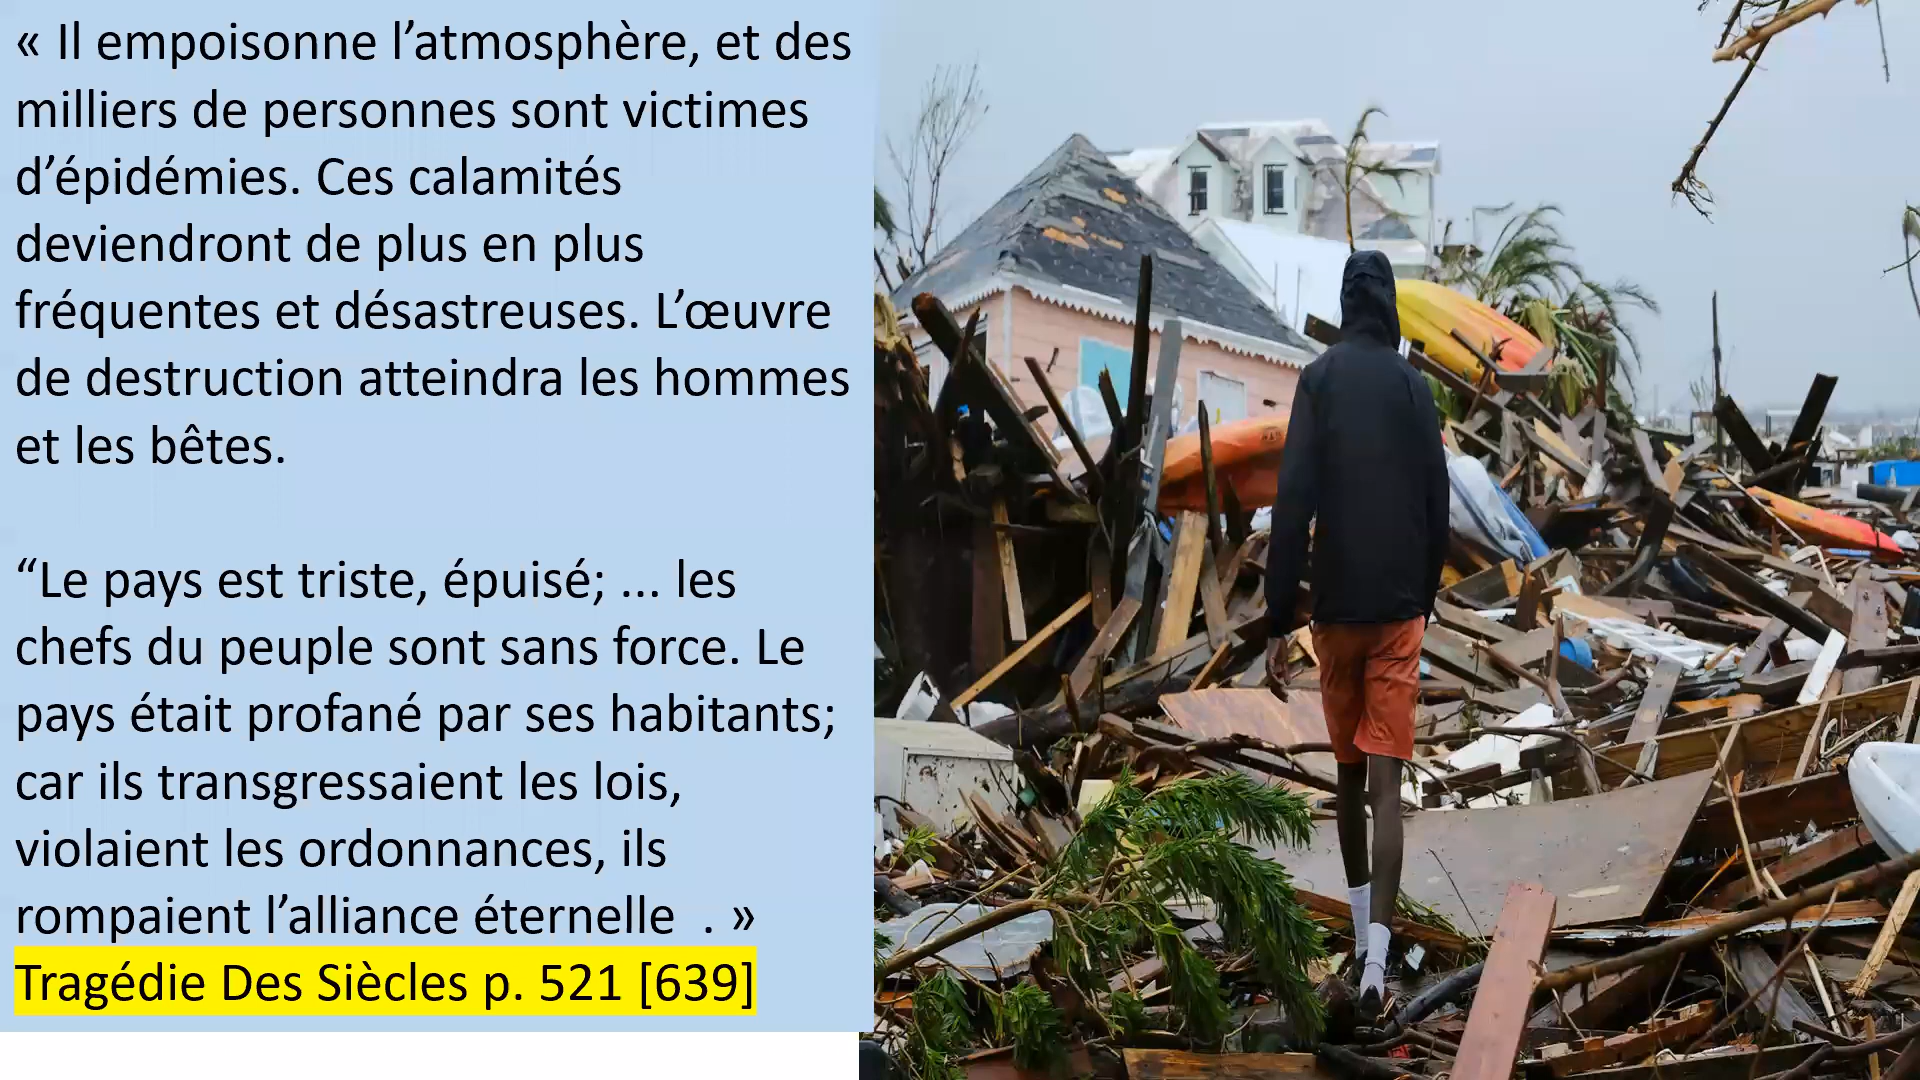 « Il empoisonne l’atmosphère, et des
milliers de personnes sont victimes
d’épidémies. Ces calamités
deviendront de plus en plus
fréquentes et désastreuses. L’œuvre
de destruction atteindra les hommes
et les bêtes.
“Le pays est triste, épuisé; ... les
chefs du peuple sont sans force. Le
pays était profané par ses habitants;
car ils transgressaient les lois,
violaient les ordonnances, ils
rompaient l’alliance éternelle  . »
Tragédie Des Siècles p. 521 [639]